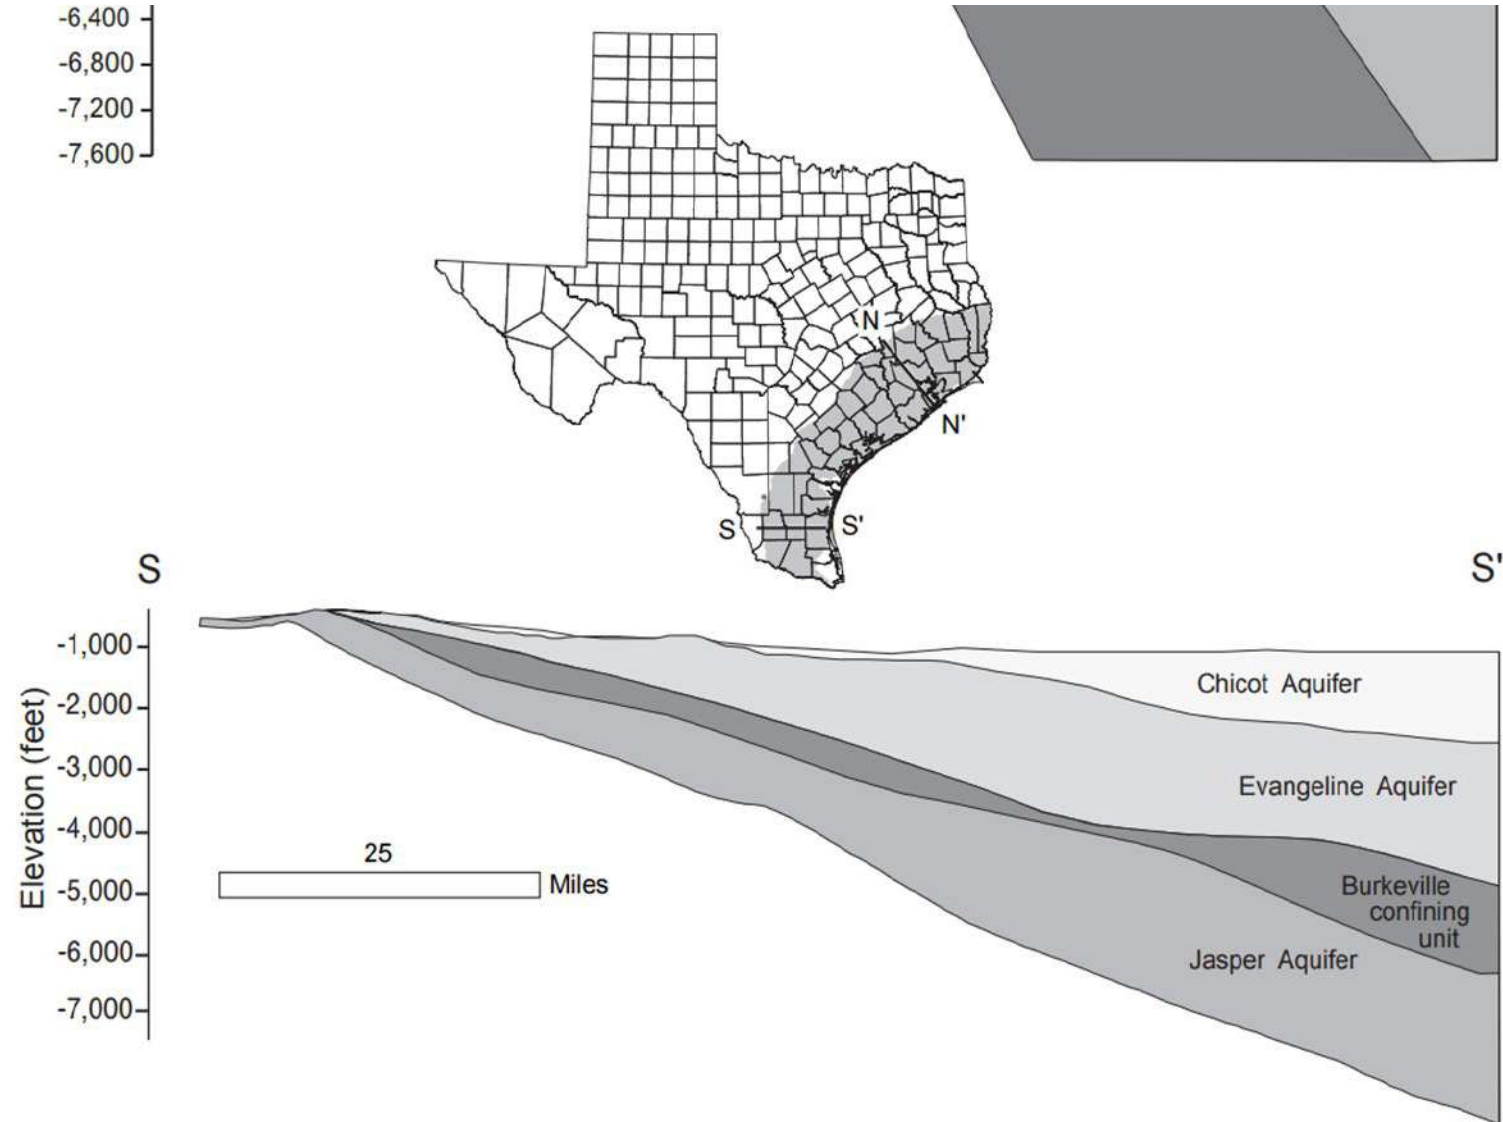 -6,400
-6,800
-7,200
-7,600
N
N'
S
S'
S
S'
-1,000
-2,000
-3,000
-4,000
-5,000
-6,000
-7,000
Elevation (feet)
Chicot Aquifer
Evangeline Aquifer
25
Miles
Burkeville
confining
unit
Jasper Aquifer